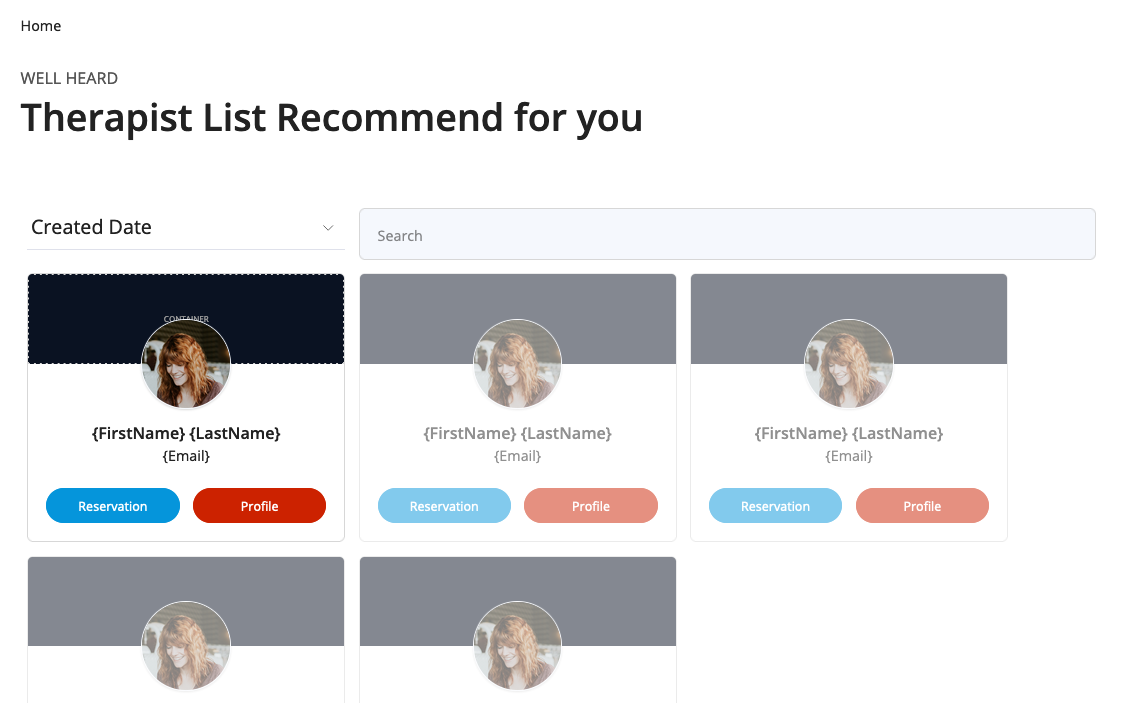 Home
WELL HEARD
Therapist List Recommend for you
Created Date
Search
CONTAINER
{FirstName} {LastName}
{Email}
Reservation
Profile
{FirstName} {LastName}
{Email}
Reservation
Profile
{FirstName} {LastName}
{Email}
Reservation
Profile